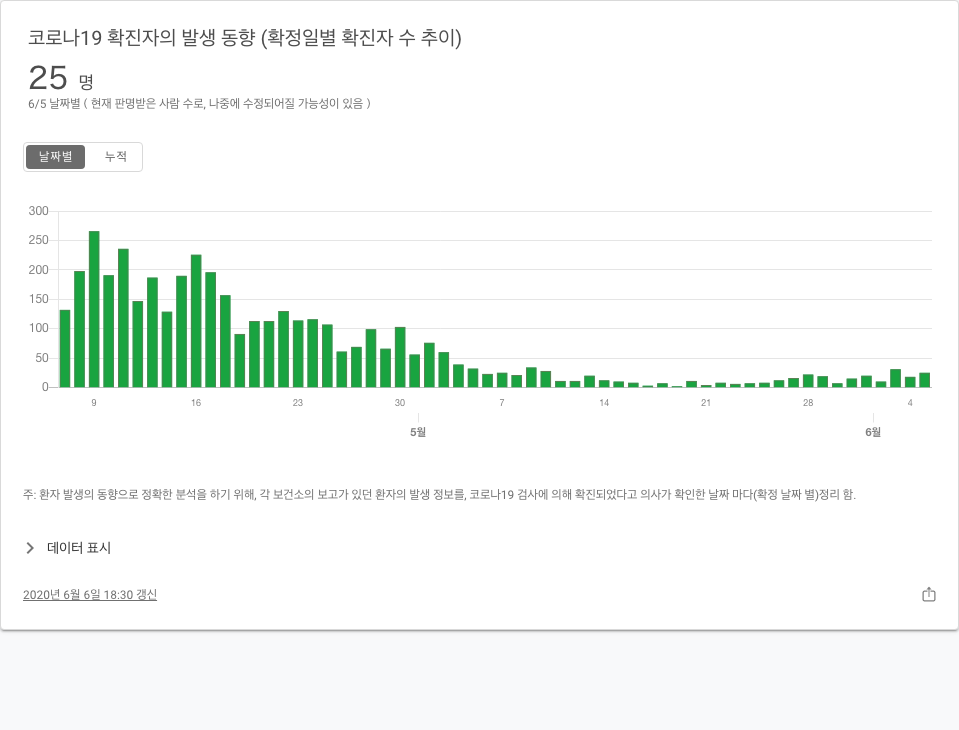 코로나19 확진자의 발생 동향 (확정일별 확진자 수 추이)
25 명
6/5 날짜별 ( 현재 판명받은 사람 수로, 나중에 수정되어질 가능성이 있음 )
날짜별 누적
300
250
200
150
100
50
0
9 16 23 30 7 14 21 28 4
5월 6월
주: 환자 발생의 동향으로 정확한 분석을 하기 위해, 각 보건소의 보고가 있던 환자의 발생 정보를, 코로나19 검사에 의해 확진되었다고 의사가 확인한 날짜 마다(확정 날짜 별)정리 함.
데이터 표시
2020년 6월 6일 18:30 갱신